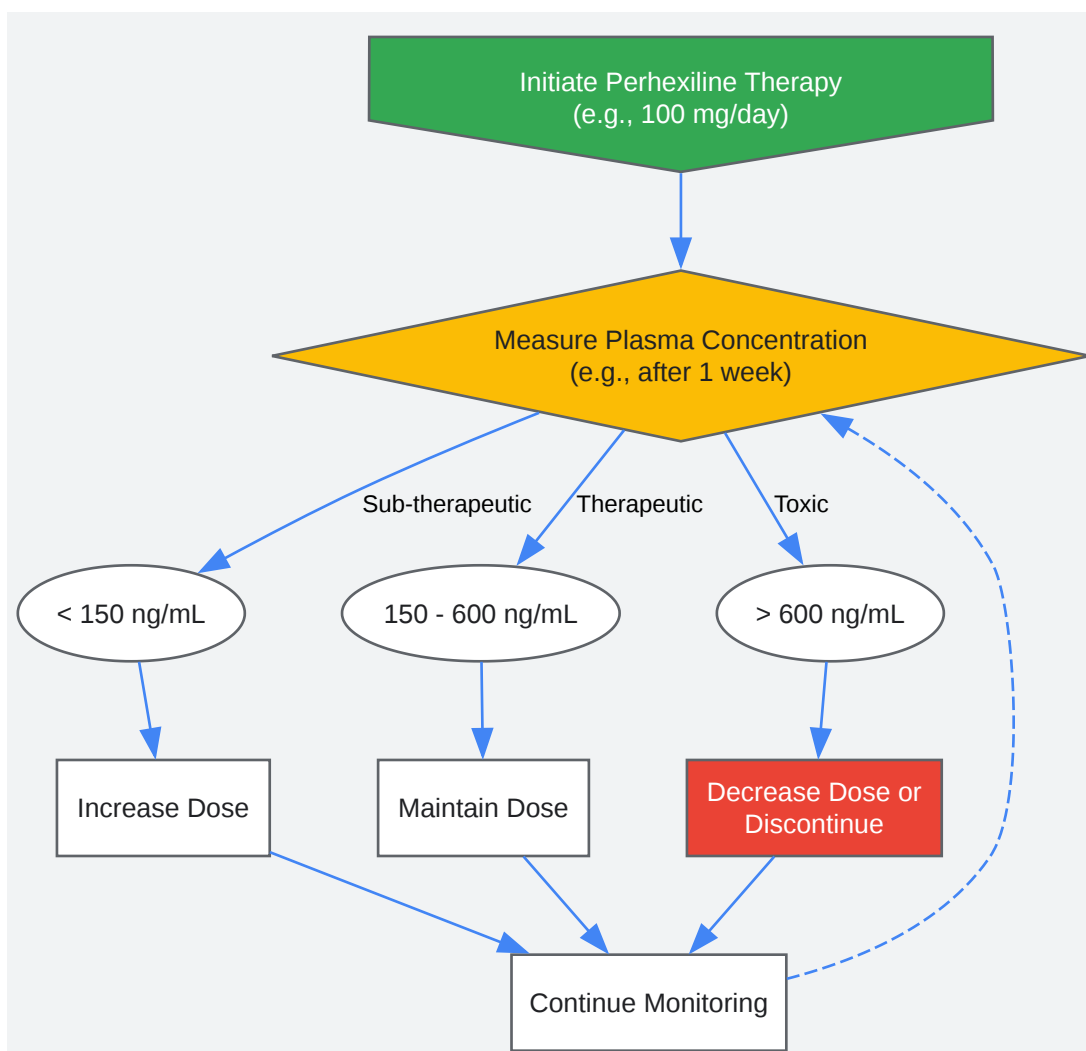 Initiate Perhexiline Therapy
(e.g., 100 mg/day)
Measure Plasma Concentration
(e.g., after 1 week)
Sub-therapeutic
Therapeutic
Toxic
< 150 ng/mL
150 - 600 ng/mL
> 600 ng/mL
Increase Dose
Maintain Dose
Decrease Dose or
Discontinue
Continue Monitoring